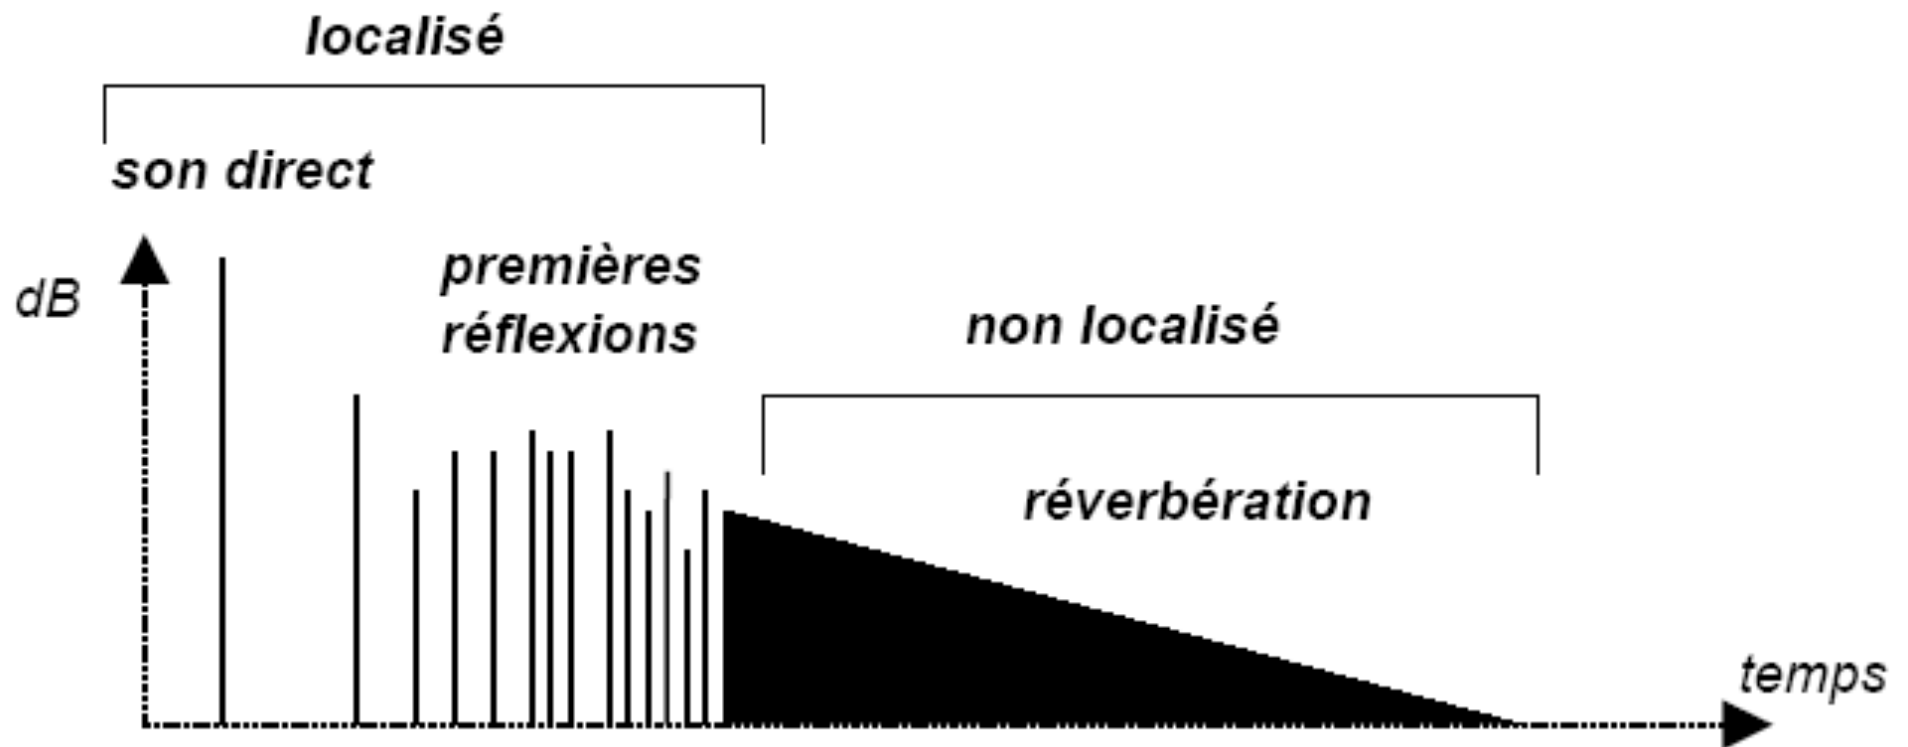 localisé
son direct
premières
réflexions
dB
non localisé
réverbération
temps